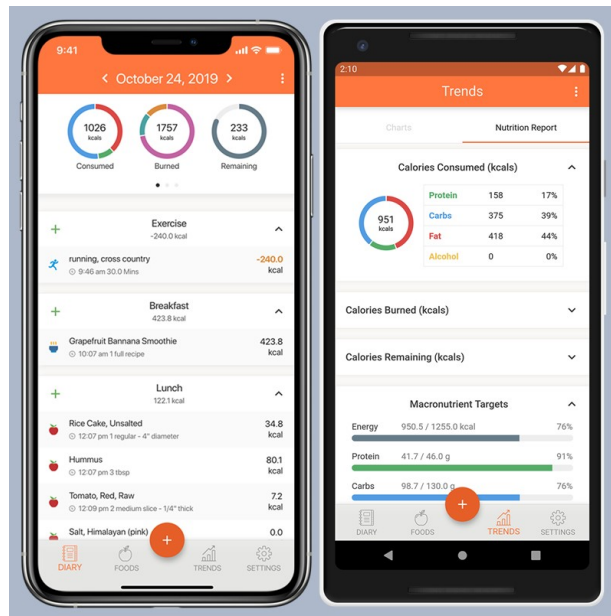 9:41
October 24, 2019
1026
kcals
Consumed
1757
kcals
Burned
233
kcals
Remaining
Exercise
-240.0 kcal
running, cross country
9:46 am 30.0 Mins
-240.0
kcal
Breakfast
423.8 kcal
Grapefruit Bannana Smoothie
10:07 am 1 full recipe
423.8
kcal
Lunch
122.1 kcal
Rice Cake, Unsalted
12:07 pm 1 regular - 4" diameter
34.8
kcal
Hummus
12:07 pm 3 tbsp
80.1
kcal
Tomato, Red, Raw
12:09 pm 2 medium slice - 1/4" thick
7.2
kcal
Salt, Himalayan (pink)
0.0
+
DIARY
FOODS
TRENDS
SETTINGS
2:10
Trends
Charts
Nutrition Report
Calories Consumed (kcals)
951
kcals
Protein 158 17%
Carbs 375 39%
Fat 418 44%
Alcohol 0 0%
Calories Burned (kcals)
Calories Remaining (kcals)
Macronutrient Targets
Energy 950.5 / 1255.0 kcal 76%
Protein 41.7 / 46.0 g 91%
Carbs 98.7 / 130.0 g 76%
+
DIARY
FOODS
TRENDS
SETTINGS